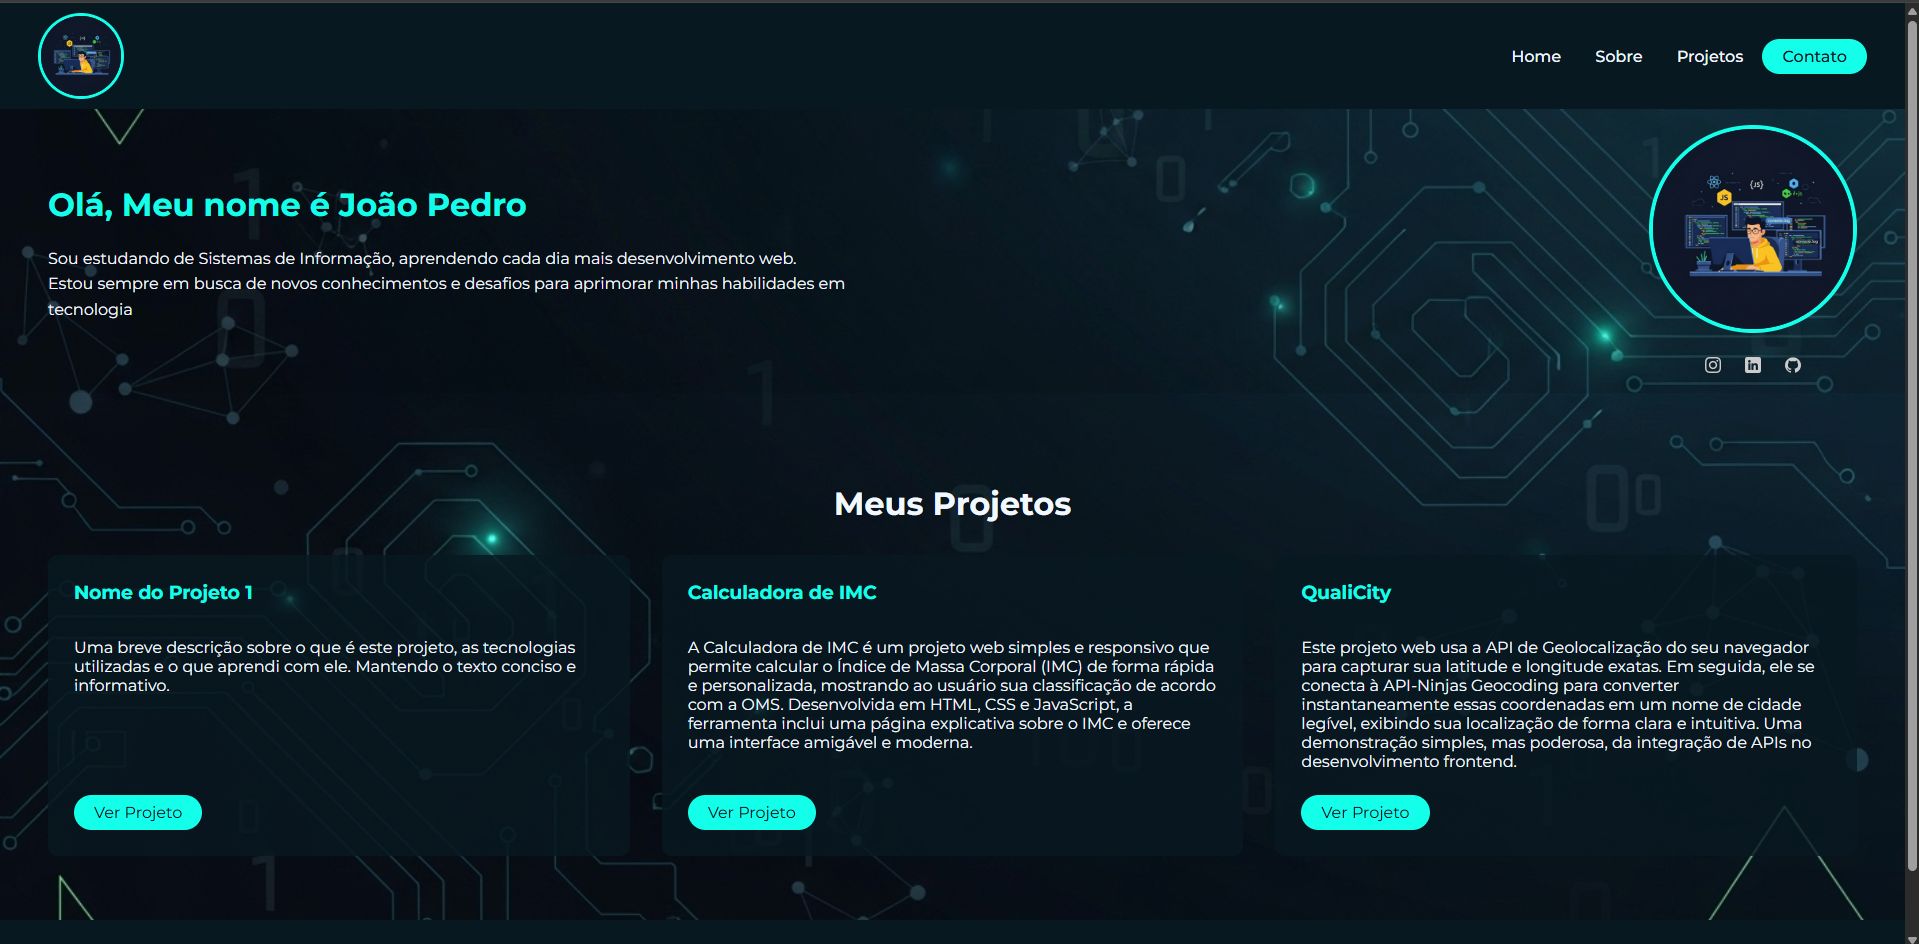 Home Sobre Projetos Contato
Olá, Meu nome é João Pedro
Sou estudando de Sistemas de Informação, aprendendo cada dia mais desenvolvimento web.
Estou sempre em busca de novos conhecimentos e desafios para aprimorar minhas habilidades em
tecnologia
Meus Projetos
Nome do Projeto 1
Uma breve descrição sobre o que é este projeto, as tecnologias
utilizadas e o que aprendi com ele. Mantendo o texto conciso e
informativo.
Ver Projeto
Calculadora de IMC
A Calculadora de IMC é um projeto web simples e responsivo que
permite calcular o Índice de Massa Corporal (IMC) de forma rápida
e personalizada, mostrando ao usuário sua classificação de acordo
com a OMS. Desenvolvida em HTML, CSS e JavaScript, a
ferramenta inclui uma página explicativa sobre o IMC e oferece
uma interface amigável e moderna.
Ver Projeto
QualiCity
Este projeto web usa a API de Geolocalização do seu navegador
para capturar sua latitude e longitude exatas. Em seguida, ele se
conecta à API-Ninjas Geocoding para converter
instantaneamente essas coordenadas em um nome de cidade
legível, exibindo sua localização de forma clara e intuitiva. Uma
demonstração simples, mas poderosa, da integração de APIs no
desenvolvimento frontend.
Ver Projeto